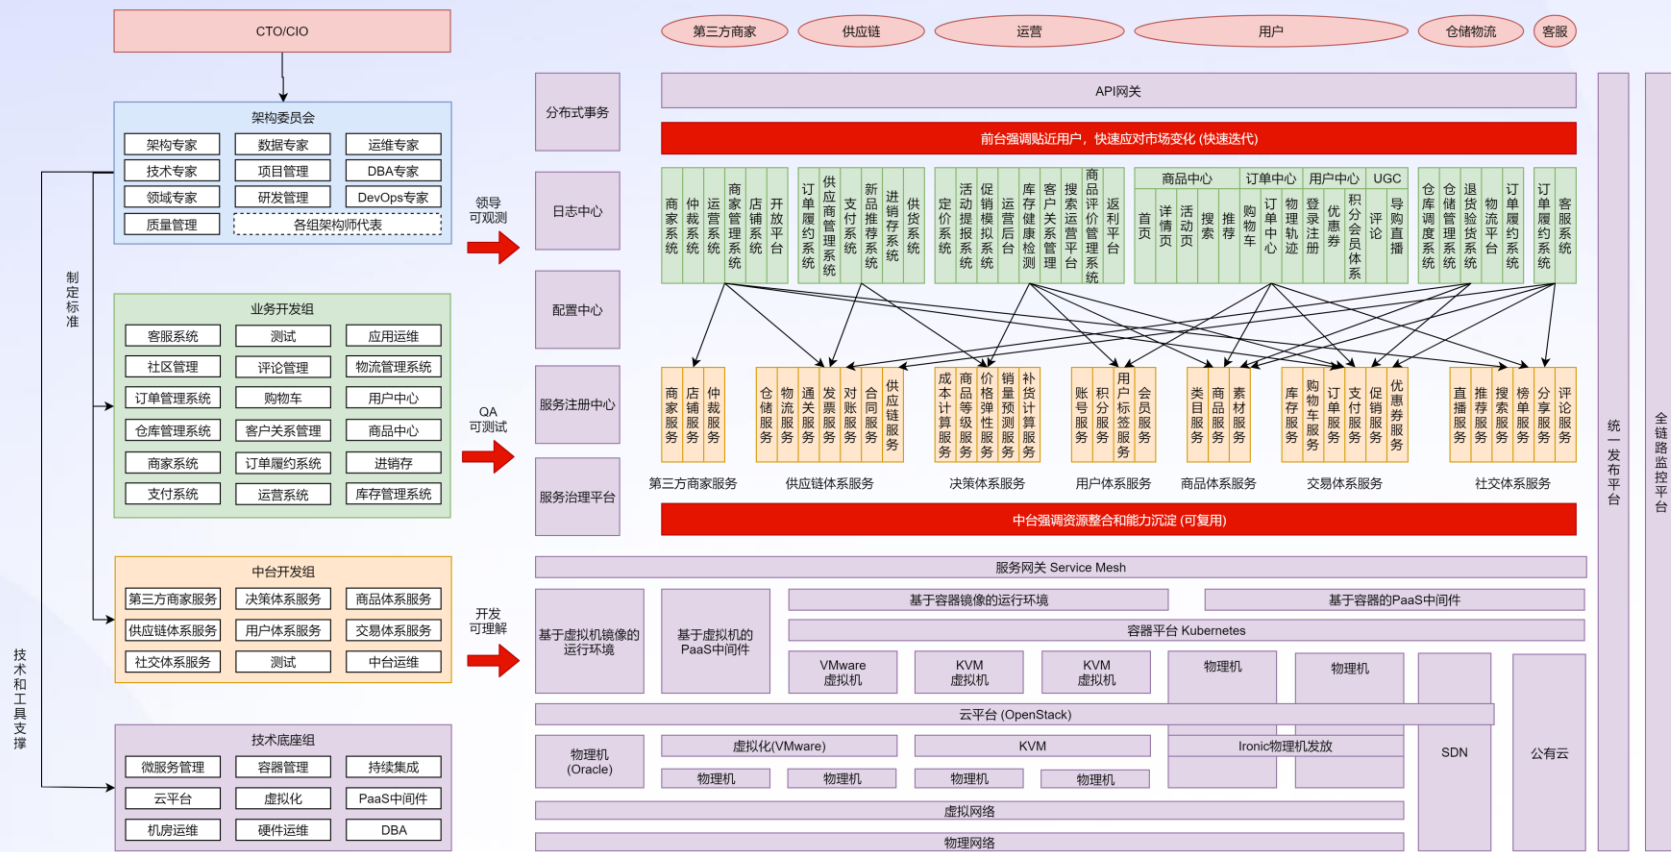 CTO/CIO
架构委员会
架构专家
数据专家
运维专家
技术专家
项目管理
DBA专家
领域专家
研发管理
DevOps专家
质量管理
各组架构师代表
制定标准
技术和工具支撑
业务开发组
客服系统
测试
应用运维
社区管理
评论管理
物流管理系统
订单管理系统
购物车
用户中心
仓库管理系统
客户关系管理
商品中心
商家系统
订单履约系统
进销存
支付系统
运营系统
库存管理系统
中台开发组
第三方商家服务
决策体系服务
商品体系服务
供应链体系服务
用户体系服务
交易体系服务
社交体系服务
测试
中台运维
技术底座组
微服务管理
容器管理
持续集成
云平台
虚拟化
PaaS中间件
机房运维
硬件运维
DBA
领导
可观测
QA
可测试
开发
可理解
分布式事务
日志中心
配置中心
服务注册中心
服务治理平台
第三方商家
供应链
运营
用户
仓储物流
客服
API网关
前台强调贴近用户，快速应对市场变化 (快速迭代)
商家系统
仲裁系统
运营系统
商家管理系统
店铺系统
开放平台
订单履约系统
供应商管理系统
支付系统
新品推荐系统
进销存系统
供货系统
定价系统
活动提报系统
促销模拟系统
运营后台
库存健康检测
客户关系管理
搜索运营平台
商品评价管理系统
返利平台
商品中心
订单中心
用户中心
UGC
首页
详情页
活动页
搜索
推荐
购物车
订单中心
物理轨迹
登录注册
优惠券
积分会员体系
评论
导购直播
仓库调度系统
仓储管理系统
退货验货系统
物流平台
订单履约系统
订单履约系统
客服系统
商家服务
店铺服务
仲裁服务
仓储服务
物流服务
通关服务
发票服务
对账服务
合同服务
供应链服务
成本计算服务
商品等级服务
价格弹性服务
销量预测服务
补货计算服务
账号服务
积分服务
用户标签服务
会员服务
类目服务
商品服务
素材服务
库存服务
购物车服务
订单服务
支付服务
促销服务
优惠券服务
直播服务
推荐服务
搜索服务
榜单服务
分享服务
评论服务
第三方商家服务
供应链体系服务
决策体系服务
用户体系服务
商品体系服务
交易体系服务
社交体系服务
中台强调资源整合和能力沉淀 (可复用)
服务网关 Service Mesh
基于虚拟机镜像的
运行环境
基于虚拟机的
PaaS中间件
基于容器镜像的运行环境
基于容器的PaaS中间件
容器平台 Kubernetes
VMware
虚拟机
KVM
虚拟机
KVM
虚拟机
物理机
物理机
云平台 (OpenStack)
物理机
(Oracle)
虚拟化(VMware)
KVM
Ironic物理机发放
物理机
物理机
物理机
物理机
SDN
公有云
虚拟网络
物理网络
统一发布平台
全链路监控平台